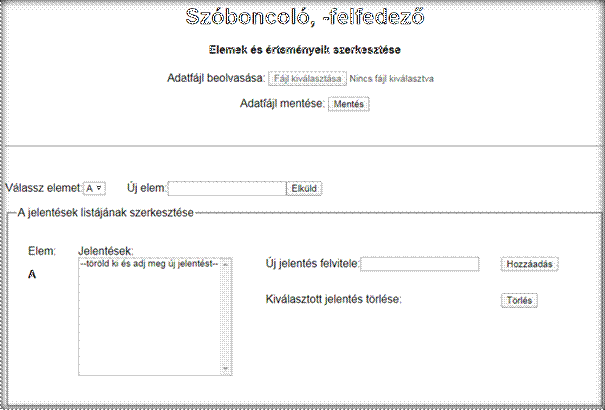 Szóboncoló, -felfedező
Elemek és érteményeik szerkesztése
Adatfájl beolvasása: Fájl kiválasztása Nincs fájl kiválasztva
Adatfájl mentése: Mentés
Válassz elemet: A Új elem: Elküld
A jelentések listájának szerkesztése
Elem: Jelentések:
--töröld ki és adj meg új jelentést--
Új jelentés felvitele: Hozzáadás
A
Kiválasztott jelentés törlése: Törlés